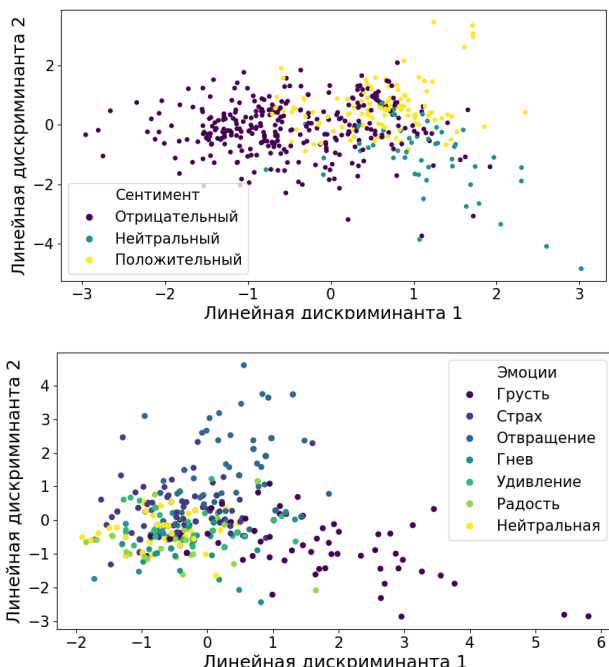 Линейная дискриминанта 2
2
0
−2
−4
Сентимент
Отрицательный
Нейтральный
Положительный
−3
−2
−1
0
1
2
3
Линейная дискриминанта 1
Линейная дискриминанта 2
4
3
2
1
0
−1
−2
−3
Эмоции
Грусть
Страх
Отвращение
Гнев
Удивление
Радость
Нейтральная
−2
−1
0
1
2
3
4
5
6
Линейная дискриминанта 1